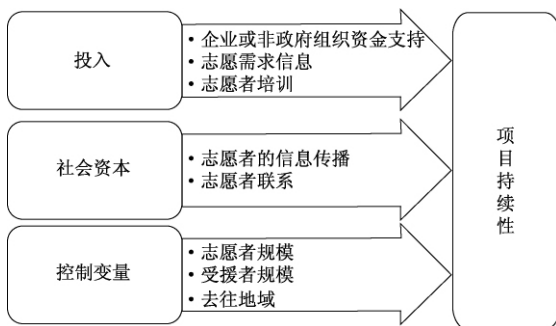 投入
• 企业或非政府组织资金支持
• 志愿需求信息
• 志愿者培训
社会资本
• 志愿者的信息传播
• 志愿者联系
控制变量
• 志愿者规模
• 受援者规模
• 去往地域
项目持续性